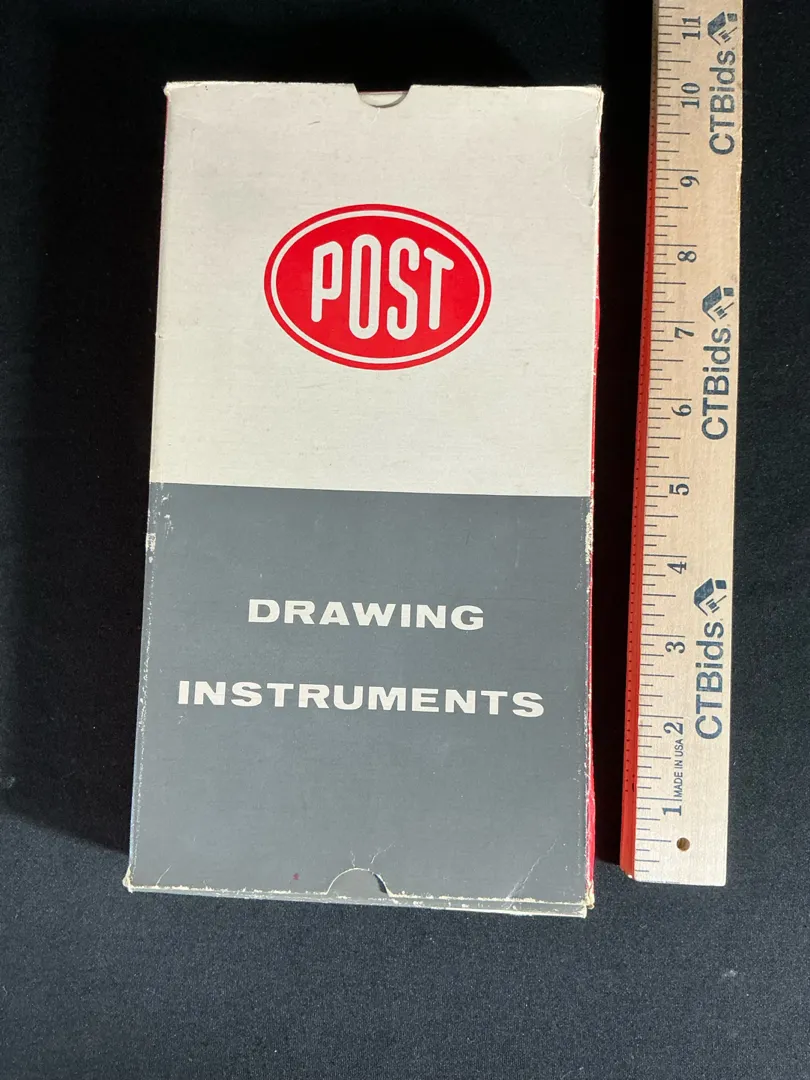 POST
DRAWING
INSTRUMENTS
1 2 3 4 5 6 7 8 9 10 11
MADE IN USA
CTBids.
CTBids.
CTBids.